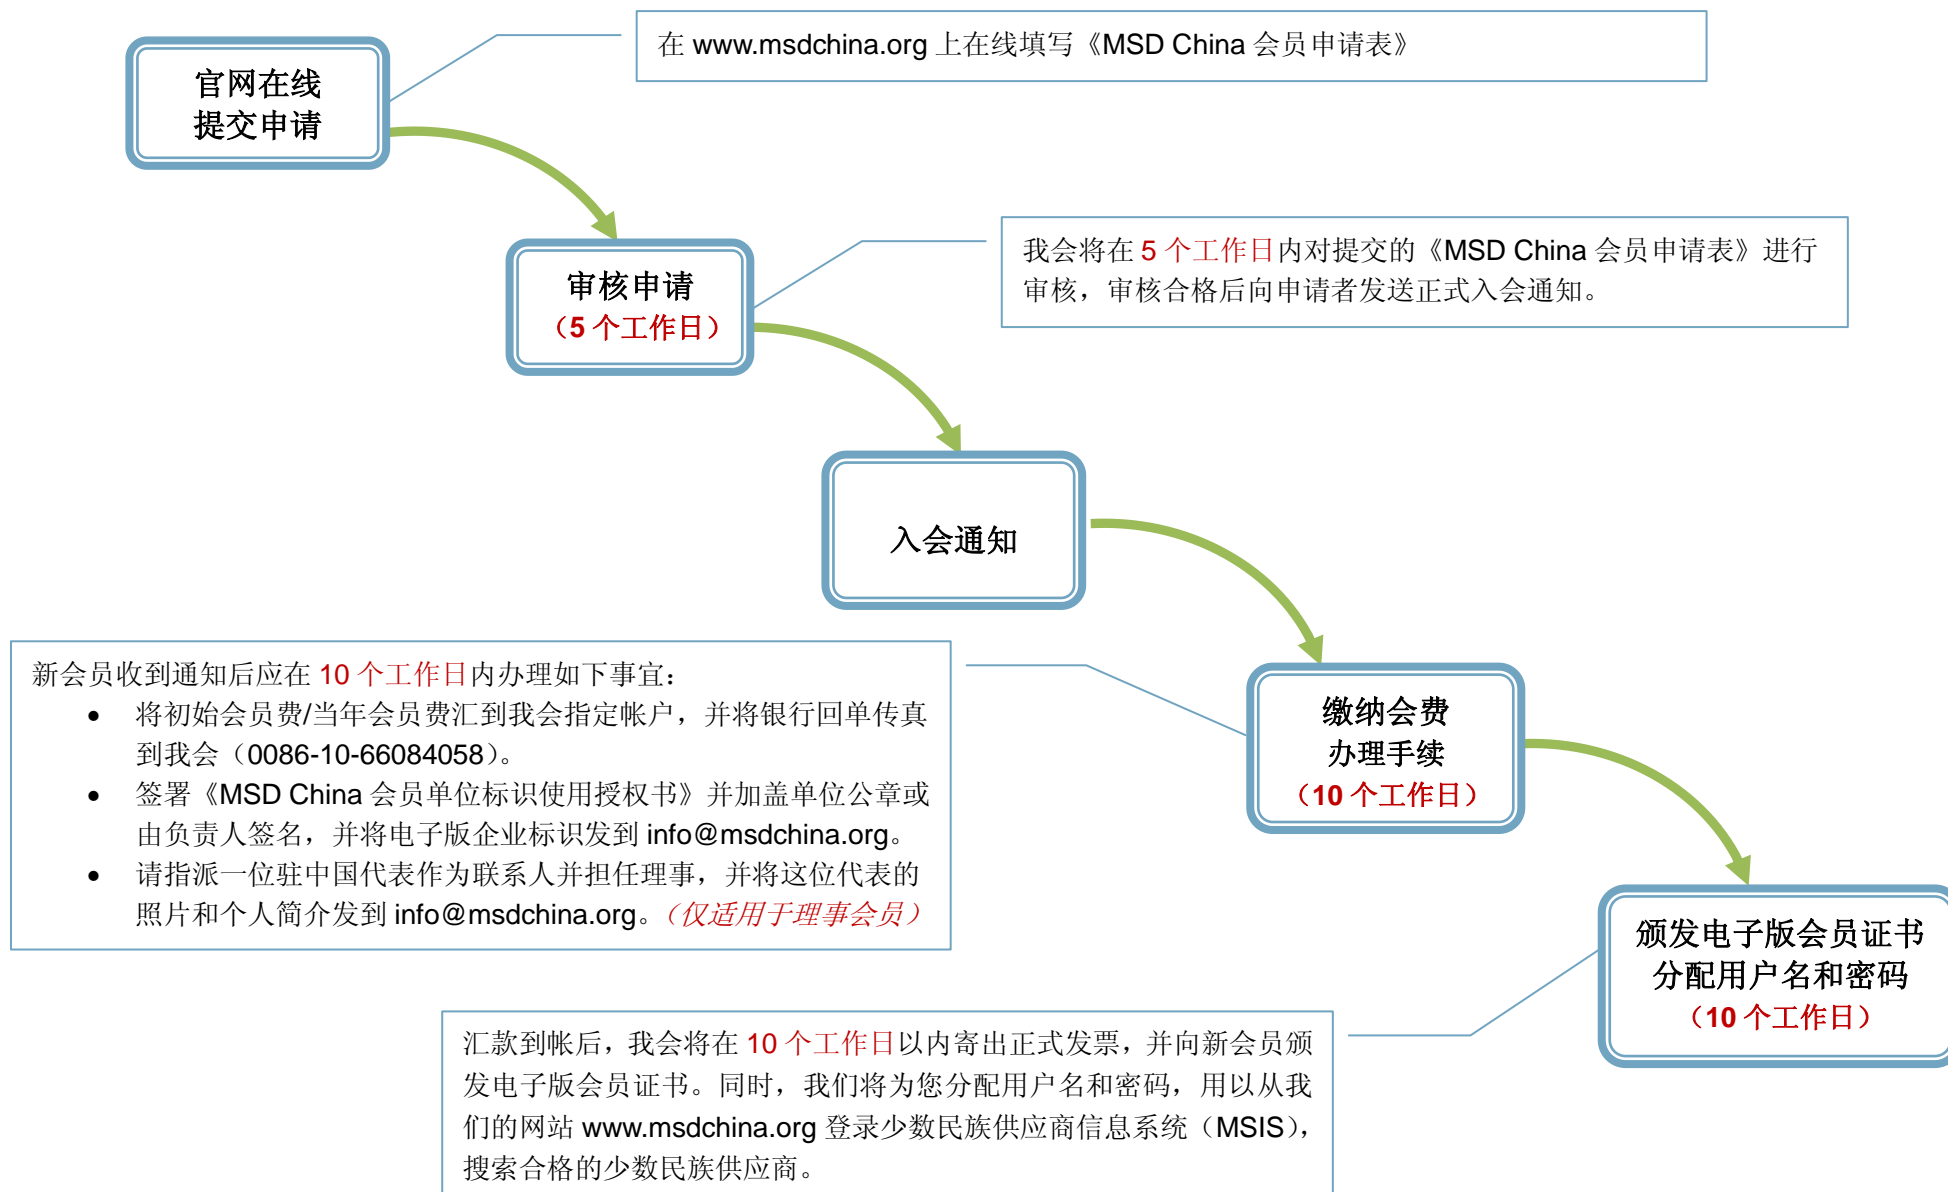 官网在线
提交申请
在 www.msdchina.org 上在线填写《MSD China 会员申请表》
审核申请
（5 个工作日）
我会将在 5 个工作日内对提交的《MSD China 会员申请表》进行
审核，审核合格后向申请者发送正式入会通知。
入会通知
新会员收到通知后应在 10 个工作日内办理如下事宜：
• 将初始会员费/当年会员费汇到我会指定帐户，并将银行回单传真
到我会（0086-10-66084058）。
• 签署《MSD China 会员单位标识使用授权书》并加盖单位公章或
由负责人签名，并将电子版企业标识发到 info@msdchina.org。
• 请指派一位驻中国代表作为联系人并担任理事，并将这位代表的
照片和个人简介发到 info@msdchina.org。（仅适用于理事会员）
缴纳会费
办理手续
（10 个工作日）
颁发电子版会员证书
分配用户名和密码
（10 个工作日）
汇款到帐后，我会将在 10 个工作日以内寄出正式发票，并向新会员颁
发电子版会员证书。同时，我们将为您分配用户名和密码，用以从我
们的网站 www.msdchina.org 登录少数民族供应商信息系统（MSIS），
搜索合格的少数民族供应商。